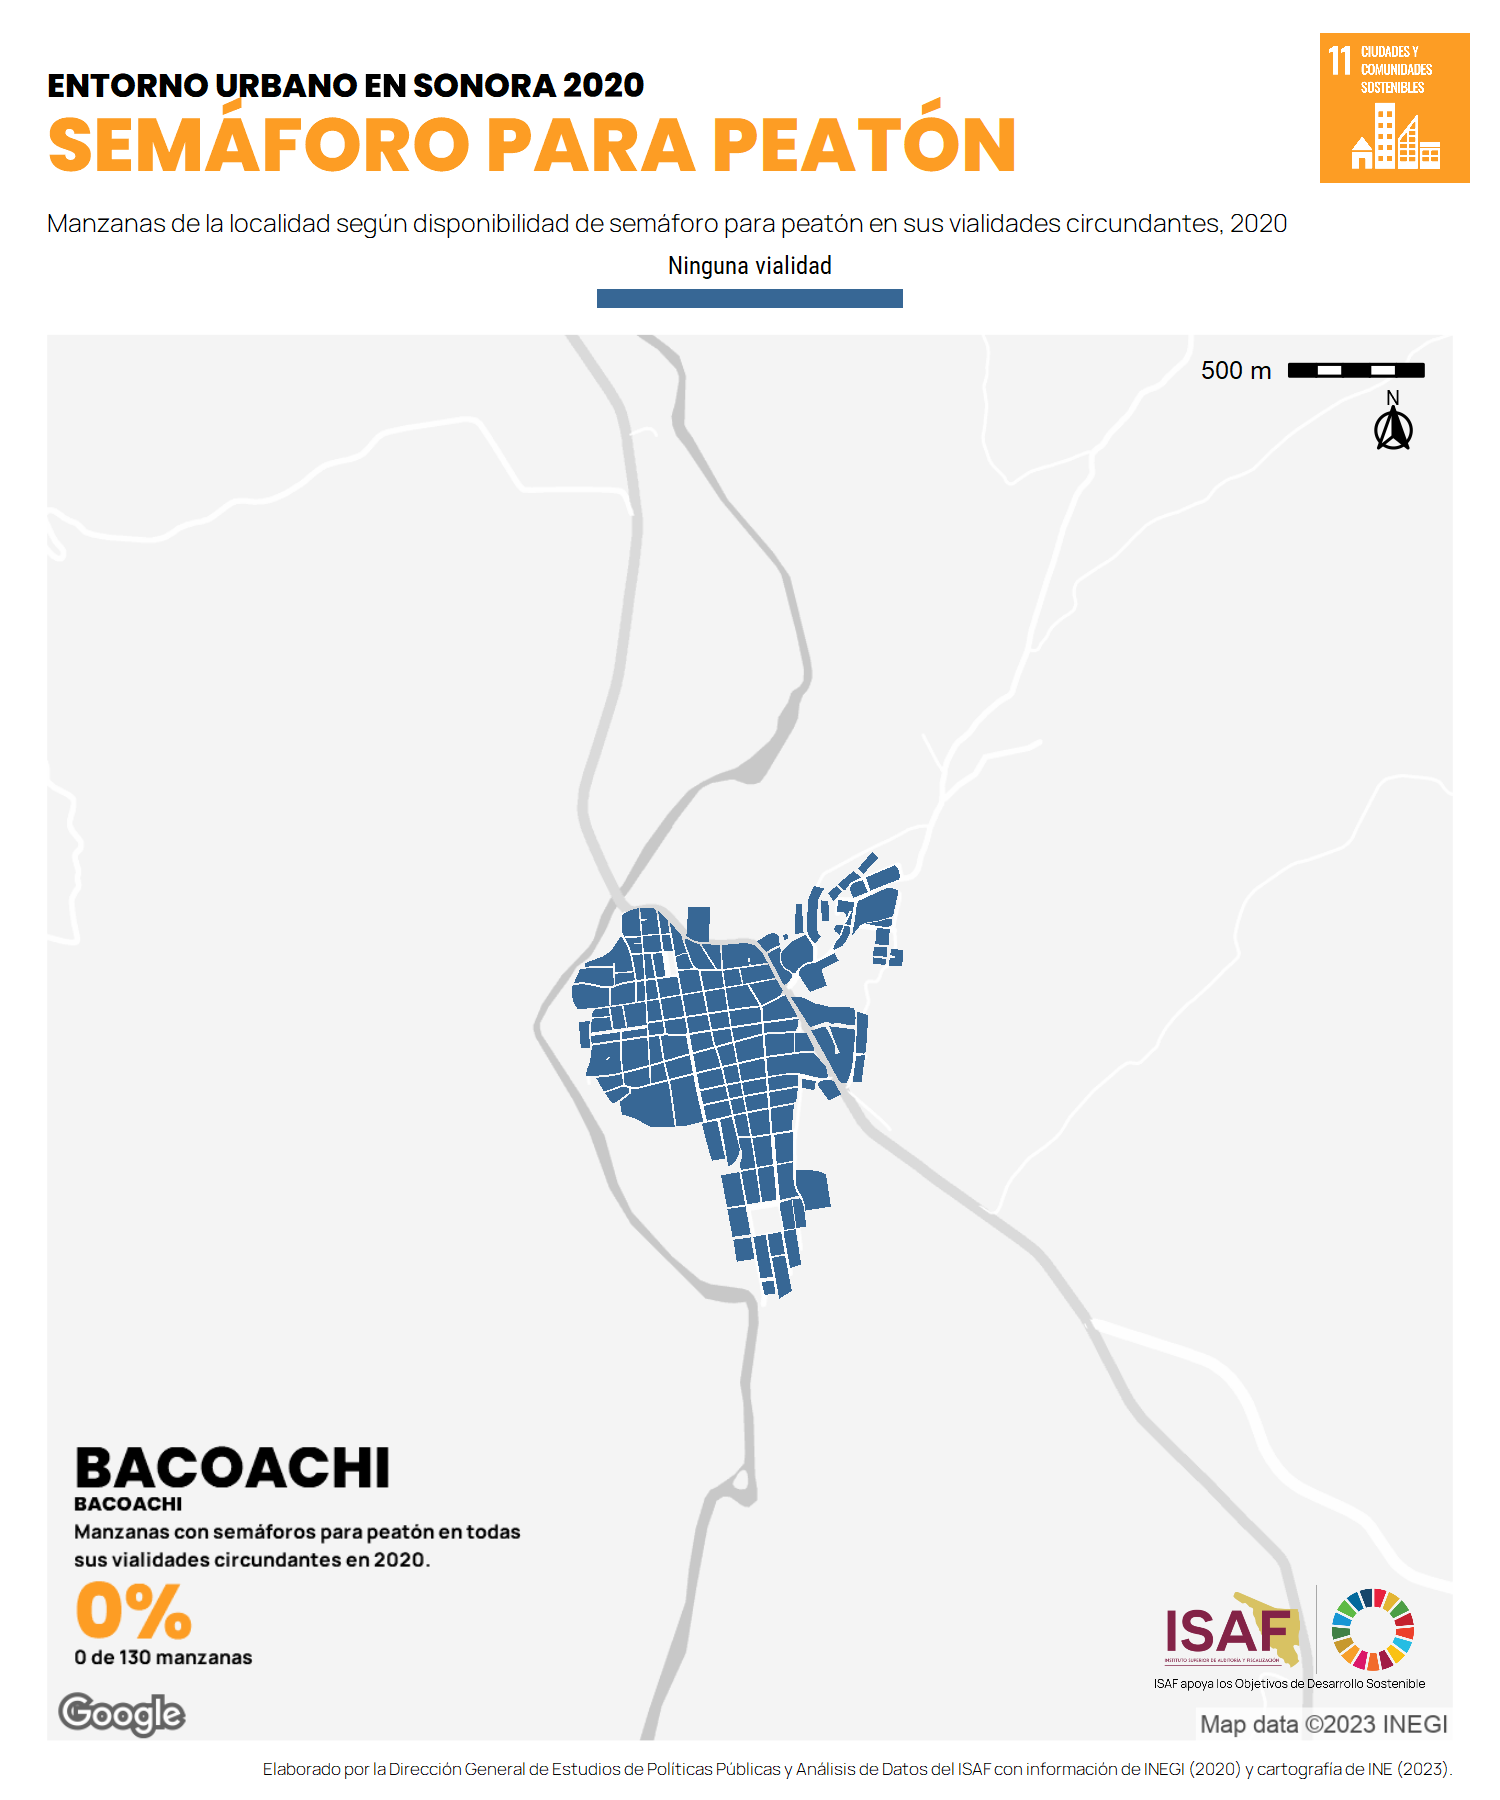 ENTORNO URBANO EN SONORA 2020
SEMÁFORO PARA PEATÓN
11 CIUDADES Y
COMUNIDADES
SOSTENIBLES
Manzanas de la localidad según disponibilidad de semáforo para peatón en sus vialidades circundantes, 2020
Ninguna vialidad
500 m
N
BACOACHI
BACOACHI
Manzanas con semáforos para peatón en todas
sus vialidades circundantes en 2020.
0%
0 de 130 manzanas
ISAF
INSTITUTO SUPERIOR DE AUDITORÍA Y FISCALIZACIÓN
ISAF apoya los Objetivos de Desarrollo Sostenible
Google
Map data ©2023 INEGI
Elaborado por la Dirección General de Estudios de Políticas Públicas y Análisis de Datos del ISAF con información de INEGI (2020) y cartografía de INE (2023).